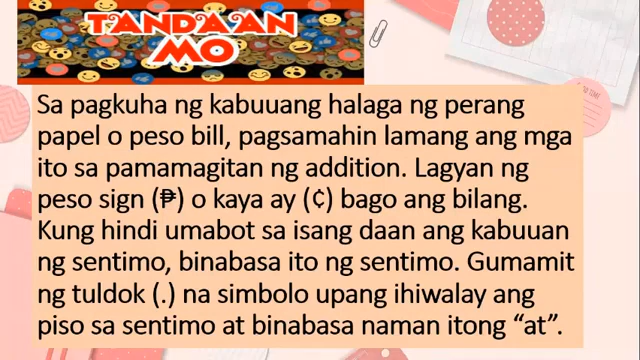 TANDAAN
MO
Sa pagkuha ng kabuuang halaga ng perang
papel o peso bill, pagsamahin lamang ang mga
ito sa pamamagitan ng addition. Lagyan ng
peso sign (₱) o kaya ay (₵) bago ang bilang.
Kung hindi umabot sa isang daan ang kabuuan
ng sentimo, binabasa ito ng sentimo. Gumamit
ng tuldok (.) na simbolo upang ihiwalay ang
piso sa sentimo at binabasa naman itong “at”.